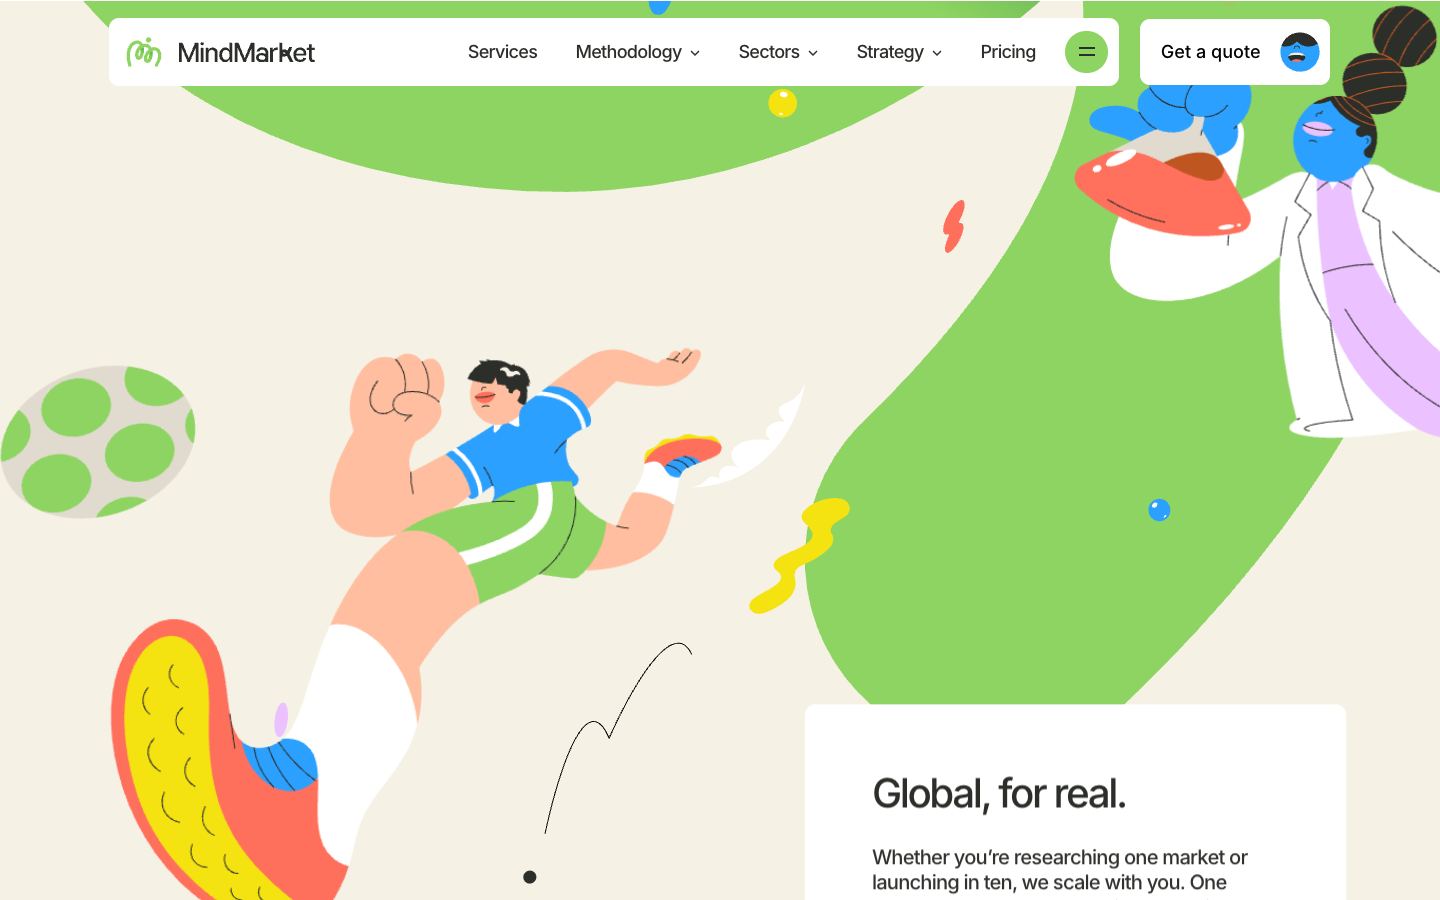 MindMarket
Services
Methodology
Sectors
Strategy
Pricing
Get a quote
Global, for real.
Whether you’re researching one market or
launching in ten, we scale with you. One